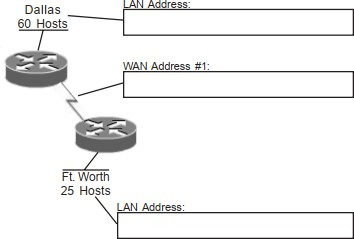 Dallas
60 Hosts
LAN Address:
WAN Address #1:
Ft. Worth
25 Hosts
LAN Address: